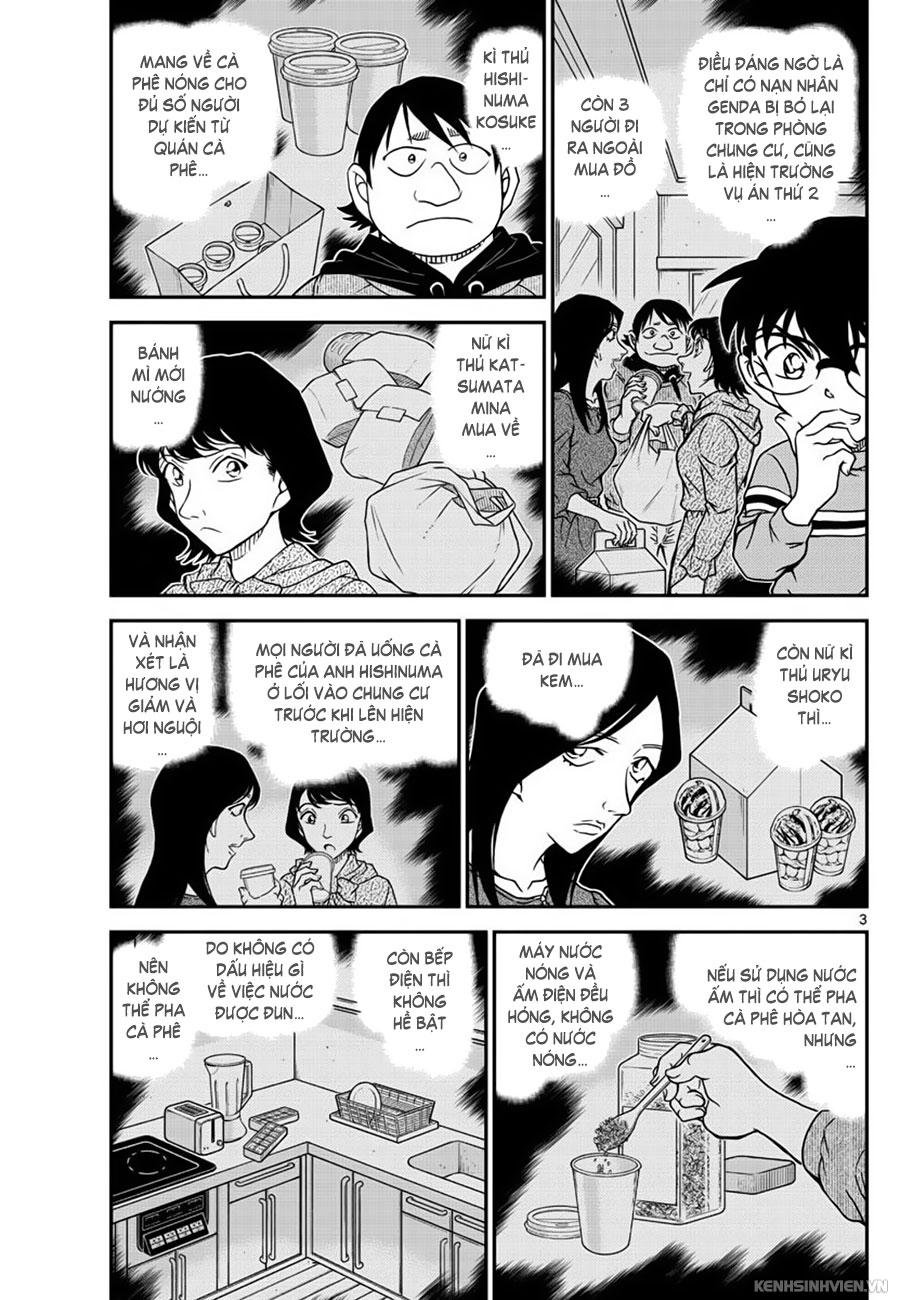 ĐIỀU ĐÁNG NGỜ LÀ
CHỈ CÓ NẠN NHÂN
GENDA BỊ BỎ LẠI
TRONG PHÒNG
CHUNG CƯ, CŨNG
LÀ HIỆN TRƯỜNG
VỤ ÁN THỨ 2
...
CÒN 3
NGƯỜI ĐI
RA NGOÀI
MUA ĐỒ
...
KÌ THỦ
HISHI-
NUMA
KOSUKE
...
MANG VỀ CÀ
PHÊ NÓNG CHO
ĐỦ SỐ NGƯỜI
DỰ KIẾN TỪ
QUÁN CÀ
PHÊ...
NỮ KÌ
THỦ KAT-
SUMATA
MINA
MUA VỀ
...
BÁNH
MÌ MỚI
NƯỚNG
...
CÒN NỮ KÌ
THỦ URYU
SHOKO
THÌ...
ĐÃ ĐI MUA
KEM...
MỌI NGƯỜI ĐÃ UỐNG CÀ
PHÊ CỦA ANH HISHINUMA
Ở LỐI VÀO CHUNG CƯ
TRƯỚC KHI LÊN HIỆN
TRƯỜNG...
VÀ NHẬN
XÉT LÀ
HƯƠNG VỊ
GIẢM VÀ
HƠI NGUỘI
...
3
NẾU SỬ DỤNG NƯỚC
ẤM THÌ CÓ THỂ PHA
CÀ PHÊ HÒA TAN,
NHƯNG
...
MÁY NƯỚC
NÓNG VÀ
ẤM ĐIỆN ĐỀU
HỎNG, KHÔNG
CÓ NƯỚC
NÓNG...
CÒN BẾP
ĐIỆN THÌ
KHÔNG
HỀ BẬT
...
DO KHÔNG CÓ
DẤU HIỆU GÌ
VỀ VIỆC NƯỚC
ĐƯỢC ĐUN...
NÊN
KHÔNG
THỂ PHA
CÀ PHÊ
...
KENHSINHVIEN.VN